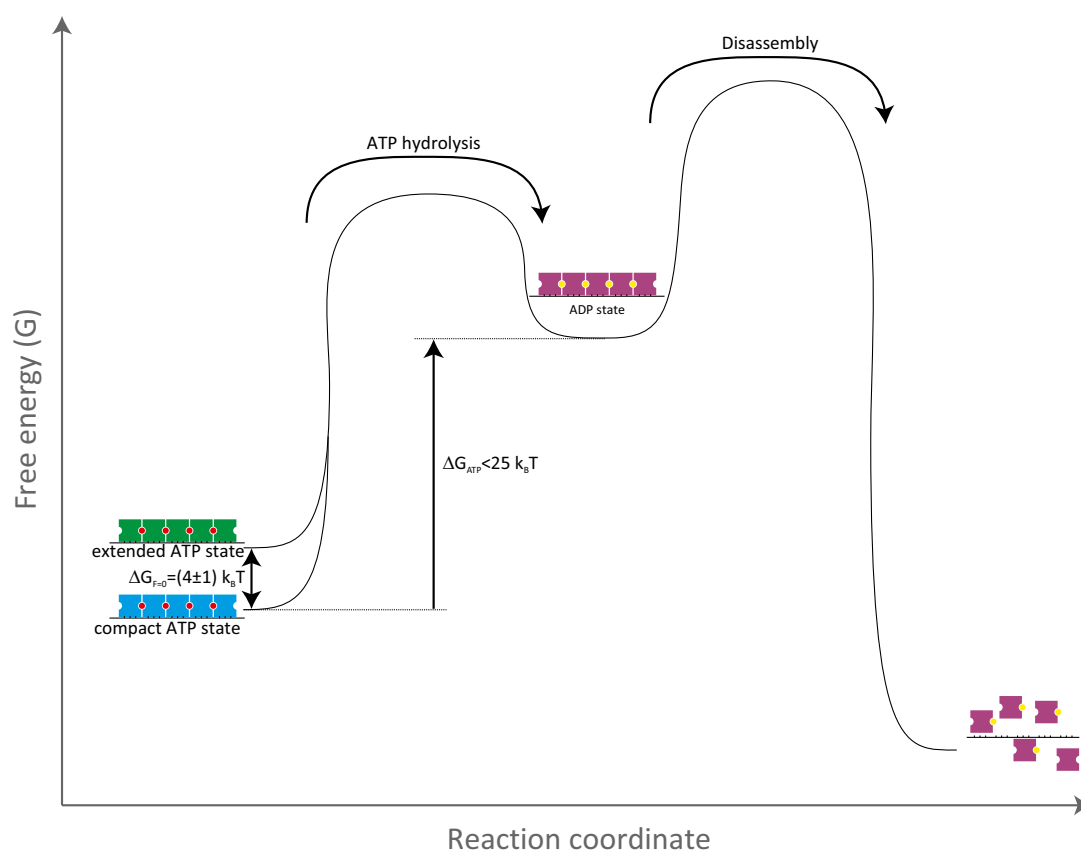 Disassembly
ATP hydrolysis
ADP state
ΔG_ATP<25 k_BT
extended ATP state
ΔG_F=0=(4±1) k_BT
compact ATP state
Free energy (G)
Reaction coordinate